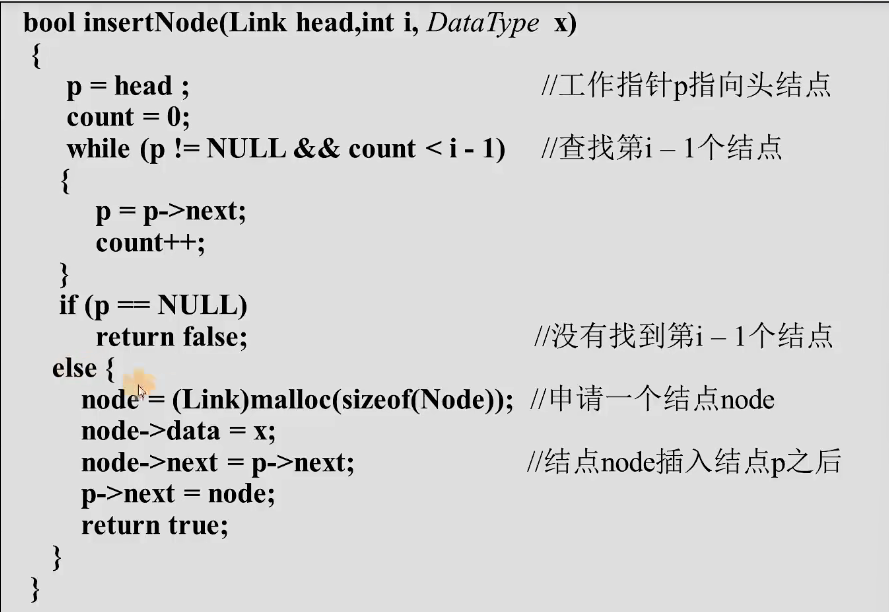 bool insertNode(Link head,int i, DataType x)
{
p = head ; //工作指针p指向头结点
count = 0;
while (p != NULL && count < i - 1) //查找第i – 1个结点
{
p = p->next;
count++;
}
if (p == NULL)
return false; //没有找到第i – 1个结点
else {
node = (Link)malloc(sizeof(Node)); //申请一个结点node
node->data = x;
node->next = p->next; //结点node插入结点p之后
p->next = node;
return true;
}
}